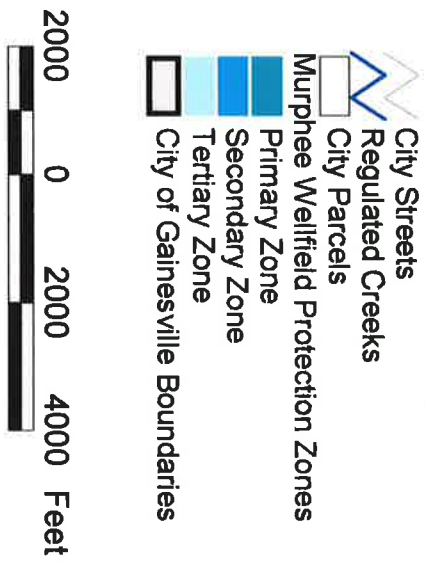 City Streets
Regulated Creeks
City Parcels
Murphee Wellfield Protection Zones
Primary Zone
Secondary Zone
Tertiary Zone
City of Gainesville Boundaries
2000 0 2000 4000 Feet